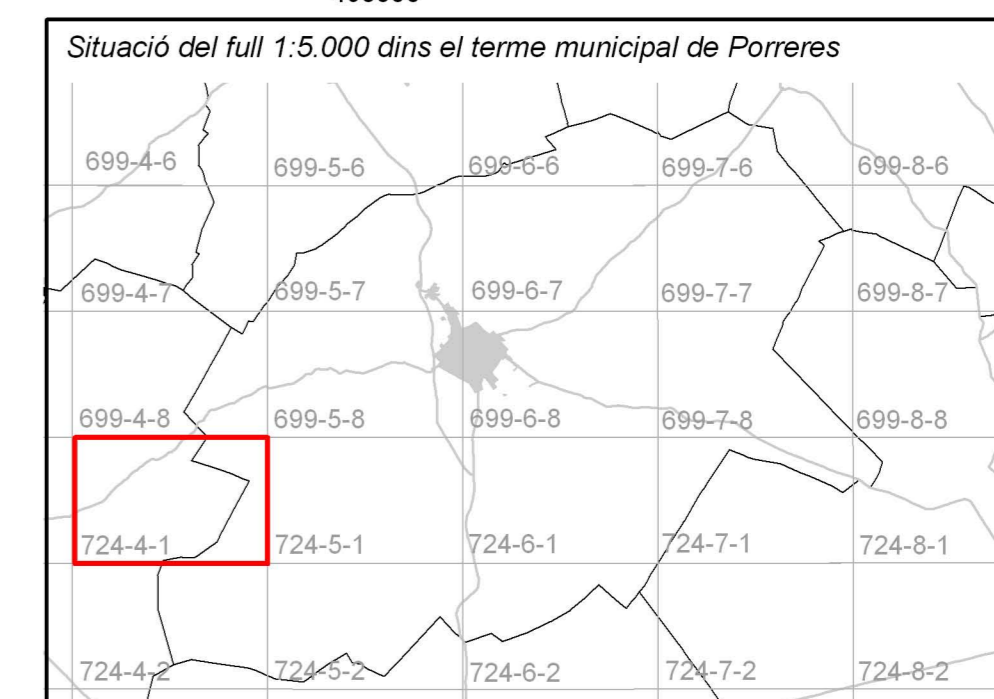 Situació del full 1:5.000 dins el terme municipal de Porreres
699-4-6 699-5-6 699-6-6 699-7-6 699-8-6
699-4-7 699-5-7 699-6-7 699-7-7 699-8-7
699-4-8 699-5-8 699-6-8 699-7-8 699-8-8
724-4-1 724-5-1 724-6-1 724-7-1 724-8-1
724-4-2 724-5-2 724-6-2 724-7-2 724-8-2